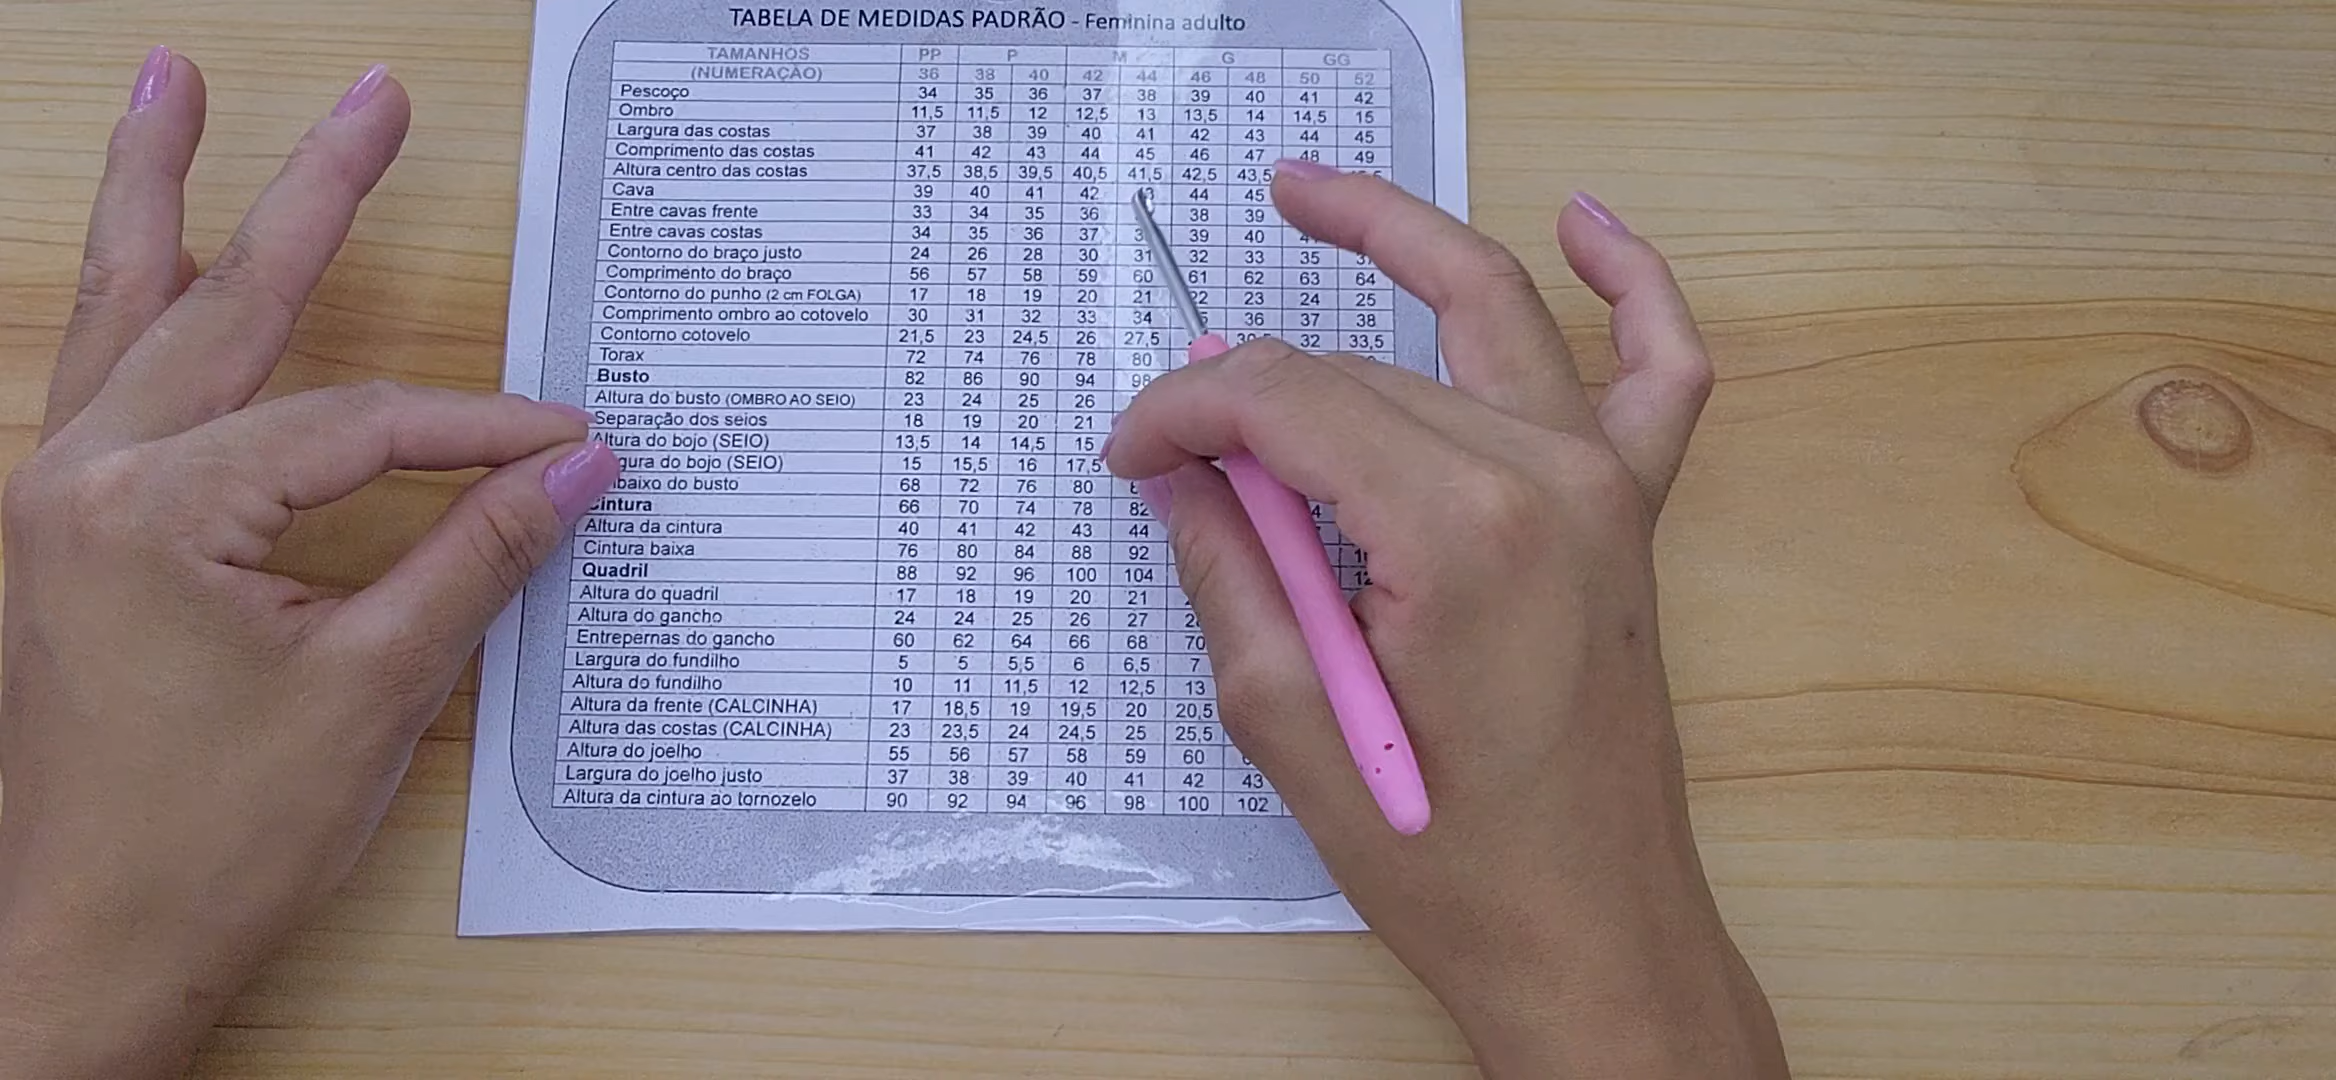 TABELA DE MEDIDAS PADRÃO - Feminina adulto
TAMANHOS PP P M G GG
(NUMERAÇÃO) 36 38 40 42 44 46 48 50 52
Pescoço 34 35 36 37 38 39 40 41 42
Ombro 11,5 11,5 12 12,5 13 13,5 14 14,5 15
Largura das costas 37 38 39 40 41 42 43 44 45
Comprimento das costas 41 42 43 44 45 46 47 48 49
Altura centro das costas 37,5 38,5 39,5 40,5 41,5 42,5 43,5
Cava 39 40 41 42 44 45
Entre cavas frente 33 34 35 36 38 39
Entre cavas costas 34 35 36 37 39 40
Contorno do braço justo 24 26 28 30 31 32 33 35
Comprimento do braço 56 57 58 59 60 61 62 63 64
Contorno do punho (2 cm FOLGA) 17 18 19 20 21 22 23 24 25
Comprimento ombro ao cotovelo 30 31 32 33 34 36 37 38
Contorno cotovelo 21,5 23 24,5 26 27,5 32 33,5
Torax 72 74 76 78 80
Busto 82 86 90 94 98
Altura do busto (OMBRO AO SEIO) 23 24 25 26
Separação dos seios 18 19 20 21
Altura do bojo (SEIO) 13,5 14 14,5 15
do bojo (SEIO) 15 15,5 16 17,5
do busto 68 72 76 80
Cintura 66 70 74 78 82
Altura da cintura 40 41 42 43 44
Cintura baixa 76 80 84 88 92
Quadril 88 92 96 100 104
Altura do quadril 17 18 19 20 21
Altura do gancho 24 24 25 26 27
Entrepernas do gancho 60 62 64 66 68 70
Largura do fundilho 5 5 5,5 6 6,5 7
Altura do fundilho 10 11 11,5 12 12,5 13
Altura da frente (CALCINHA) 17 18,5 19 19,5 20 20,5
Altura das costas (CALCINHA) 23 23,5 24 24,5 25 25,5
Altura do joelho 55 56 57 58 59 60
Largura do joelho justo 37 38 39 40 41 42 43
Altura da cintura ao tornozelo 90 92 94 96 98 100 102